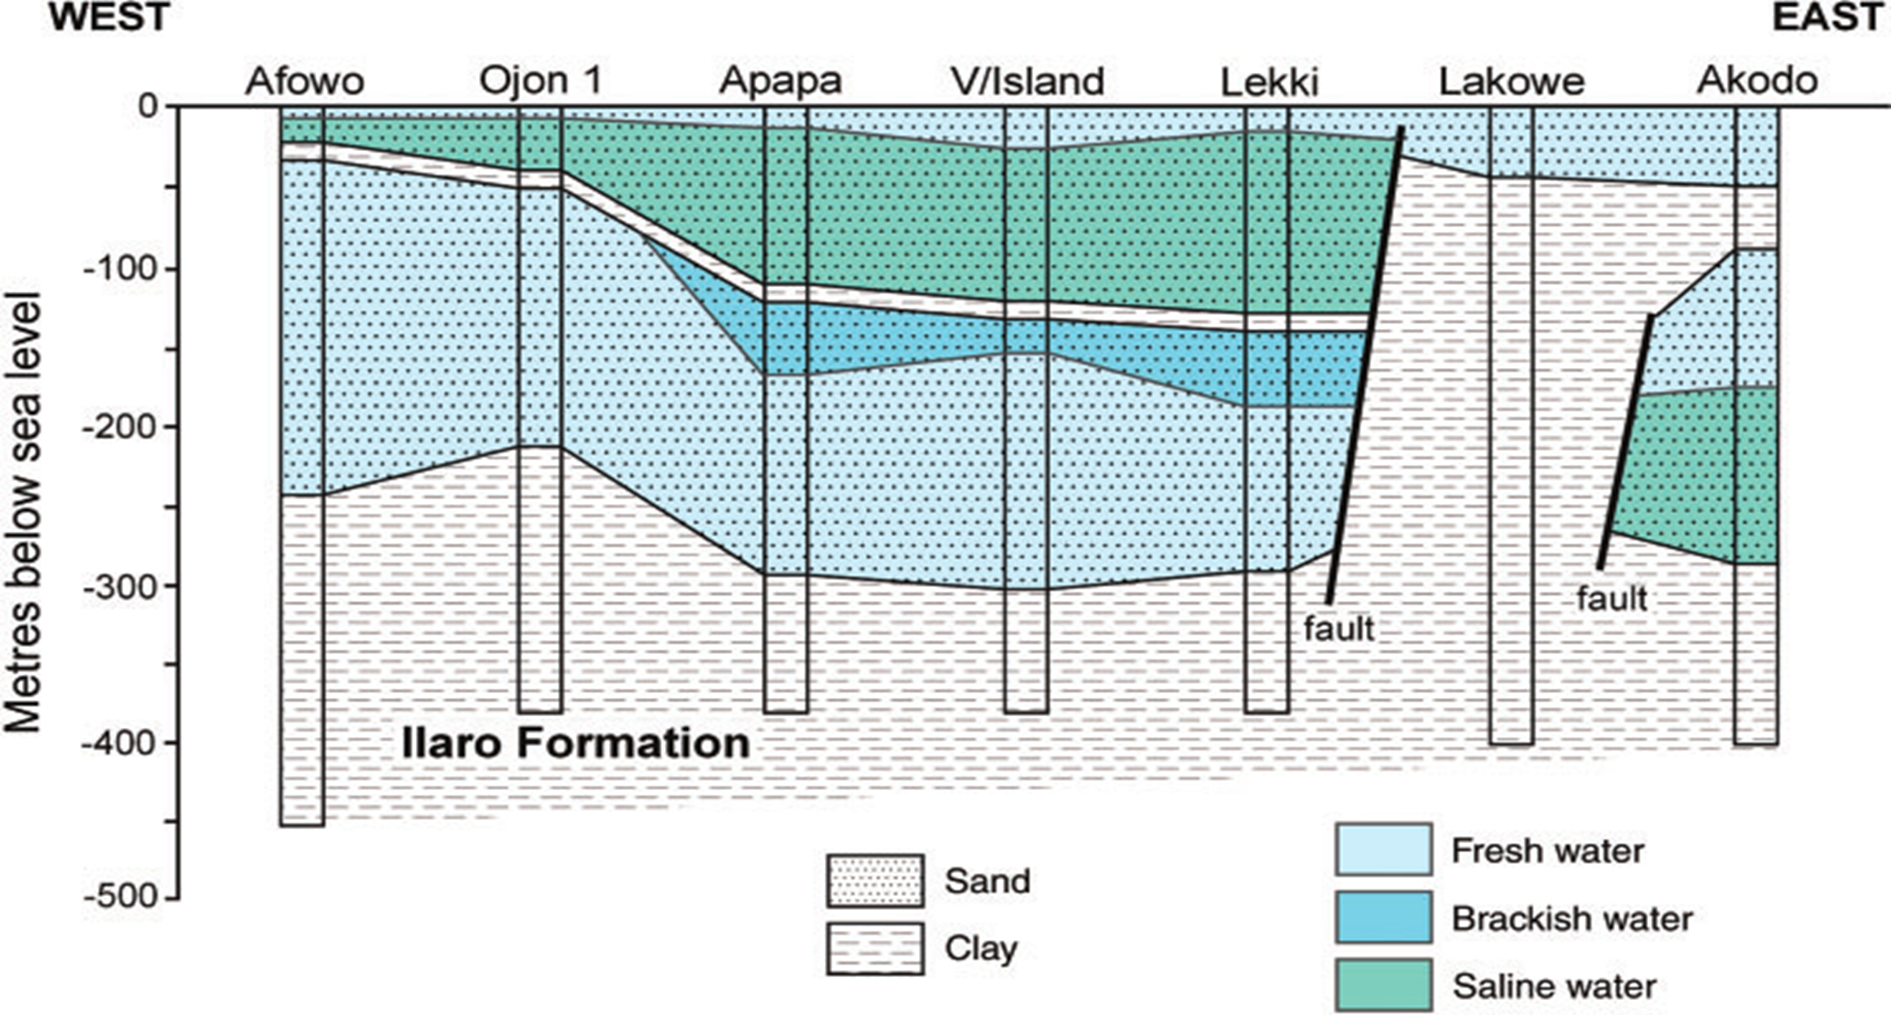 WEST
EAST
Afowo
Ojon 1
Apapa
V/Island
Lekki
Lakowe
Akodo
0
-100
-200
-300
-400
-500
Metres below sea level
fault
fault
Ilaro Formation
Sand
Clay
Fresh water
Brackish water
Saline water